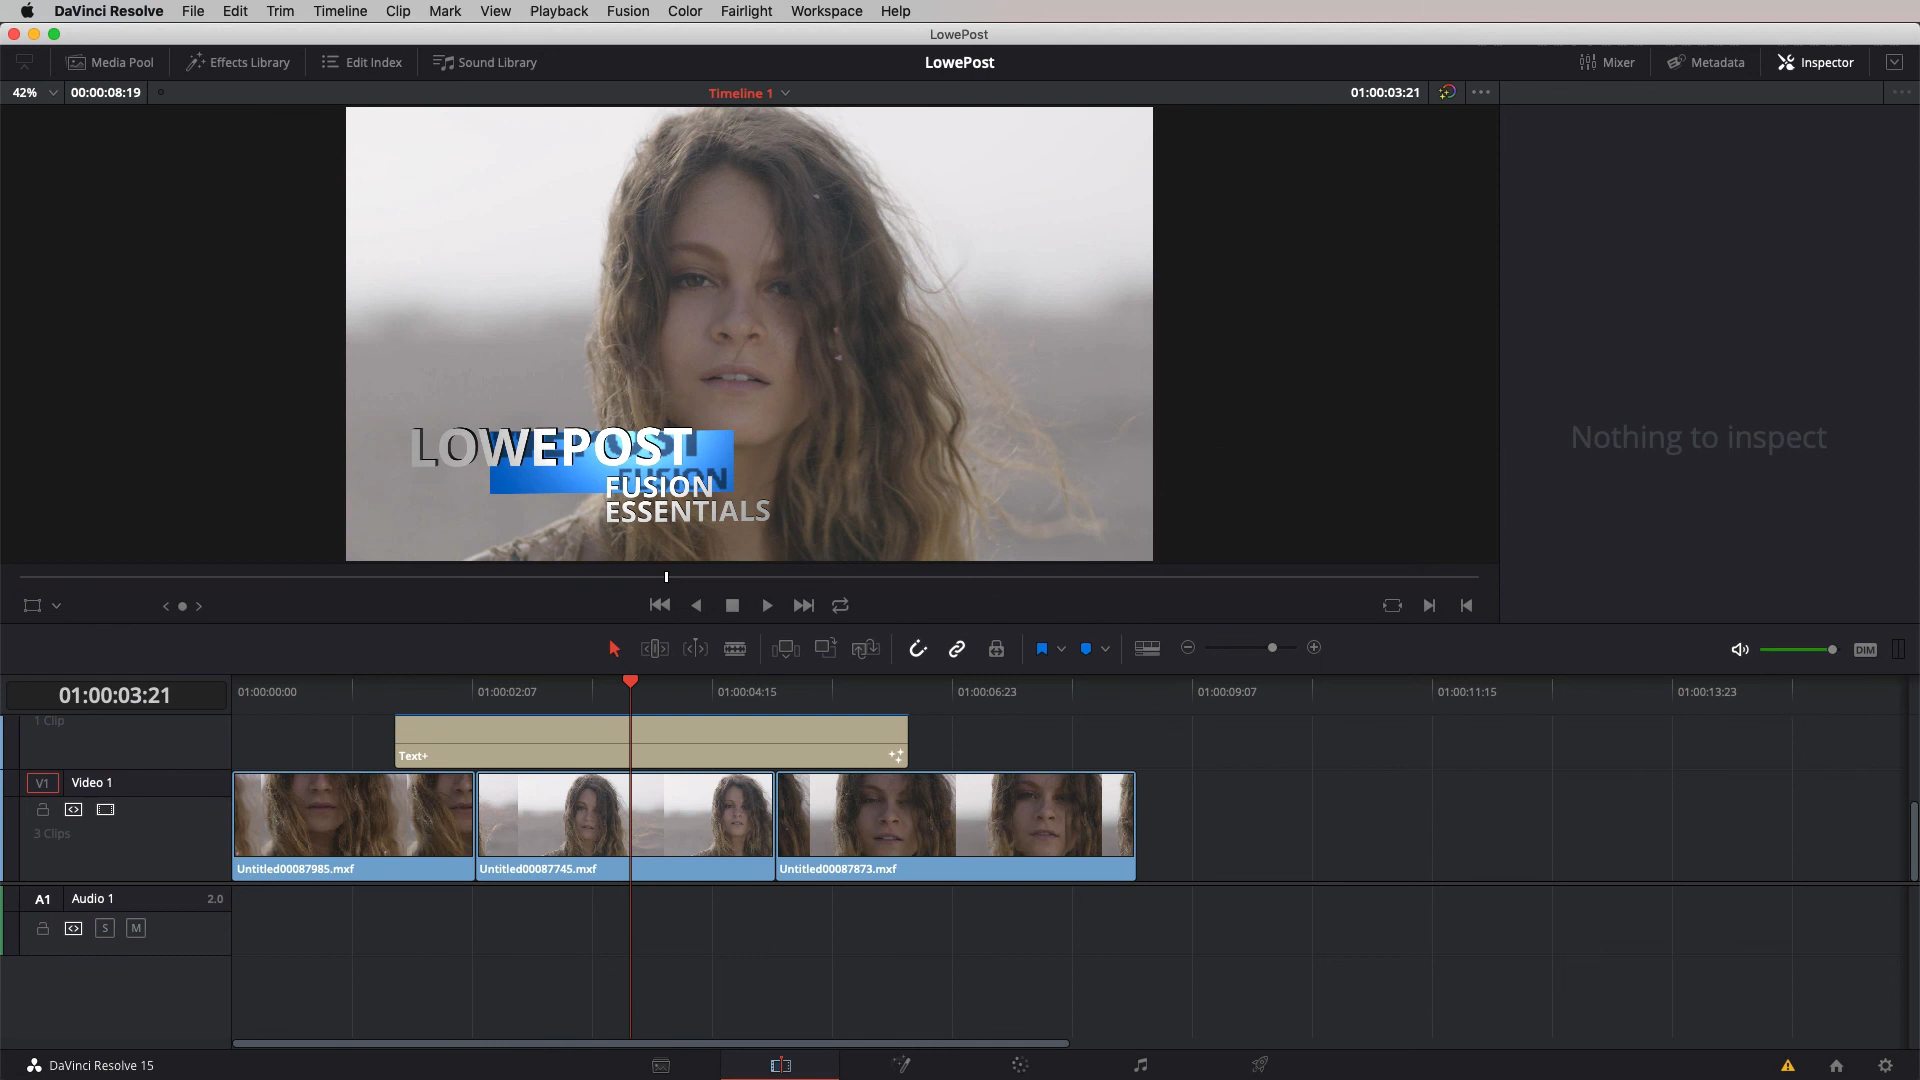 DaVinci Resolve File Edit Trim Timeline Clip Mark View Playback Fusion Color Fairlight Workspace Help
LowePost
Media Pool Effects Library Edit Index Sound Library LowePost Mixer Metadata Inspector
42% 00:00:08:19 Timeline 1 01:00:03:21
Nothing to inspect
LOWEPOST
FUSION
ESSENTIALS
DIM
01:00:03:21 01:00:00:00 01:00:02:07 01:00:04:15 01:00:06:23 01:00:09:07 01:00:11:15 01:00:13:23
1 Clip
Text+
V1 Video 1
3 Clips
Untitled00087985.mxf Untitled00087745.mxf Untitled00087873.mxf
A1 Audio 1 2.0
S M
DaVinci Resolve 15